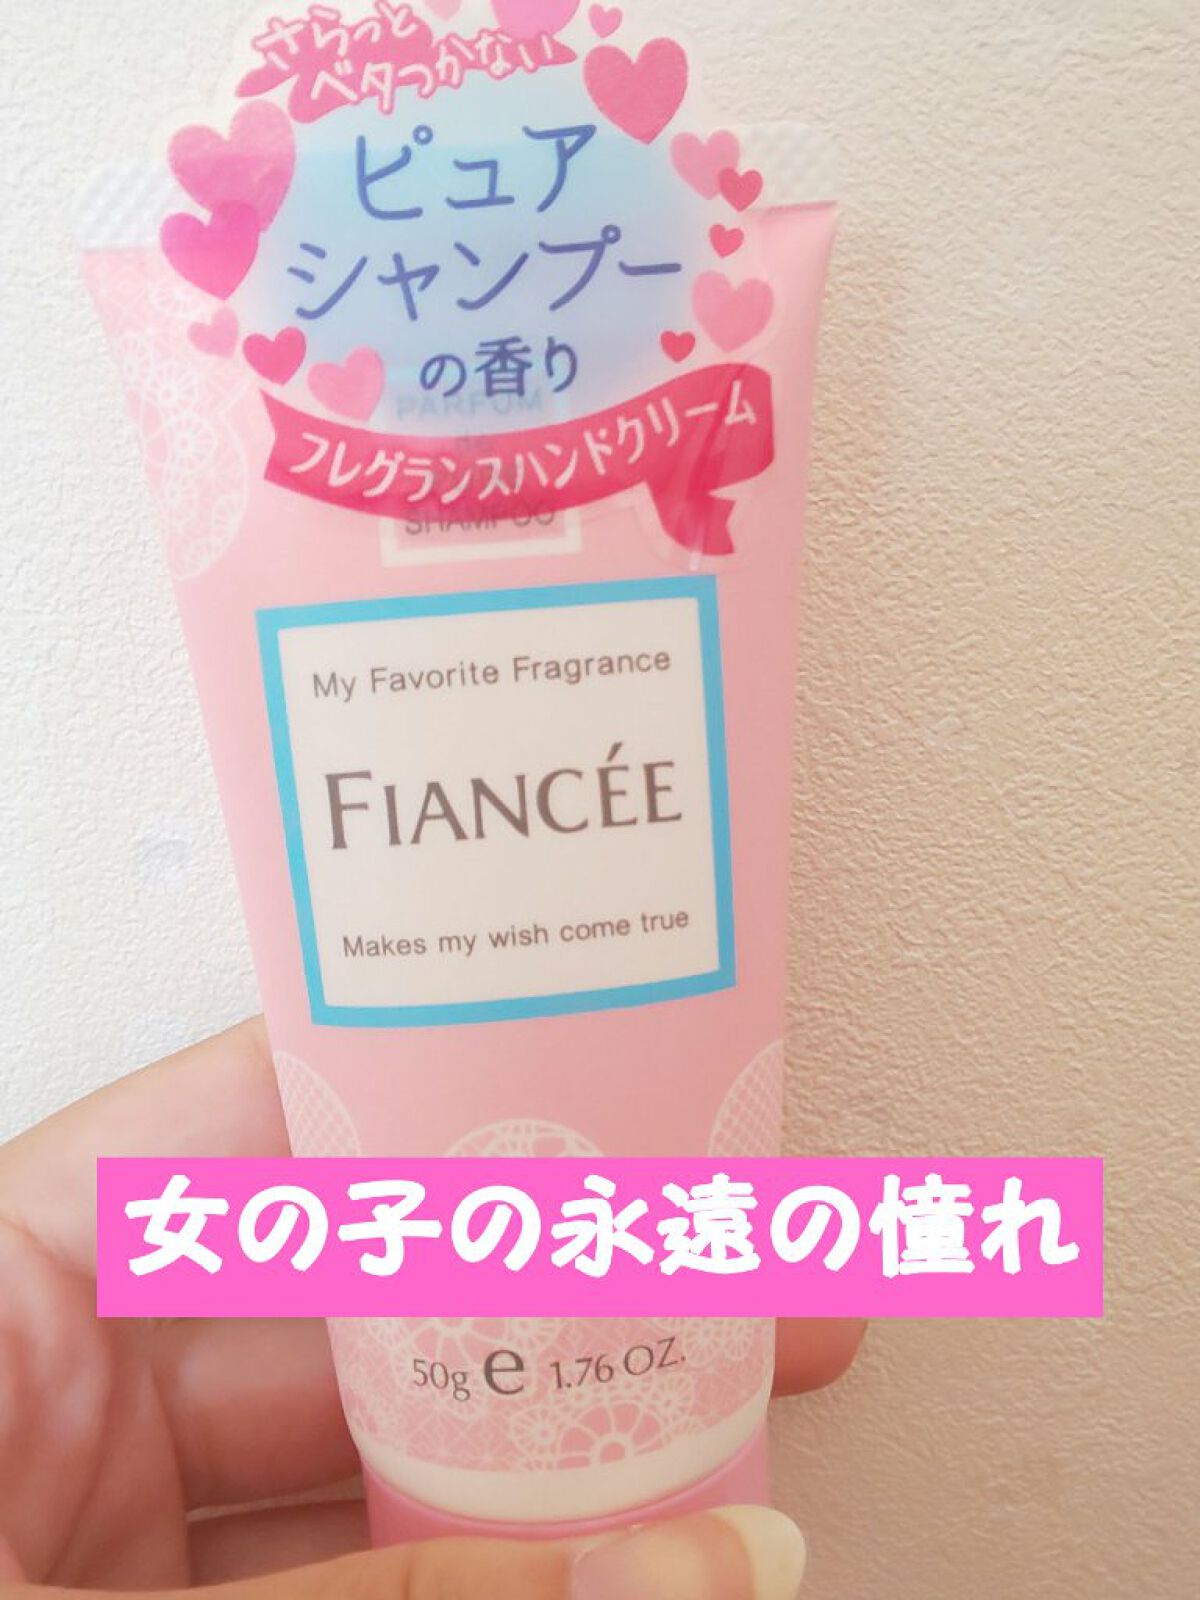 さらっと
ベタつかない
ピュア
シャンプー
の香り
フレグランスハンドクリーム
PARFUM
SHAMPOO
My Favorite Fragrance
FIANCÉE
Makes my wish come true
女の子の永遠の憧れ
50g e 1.76 OZ.